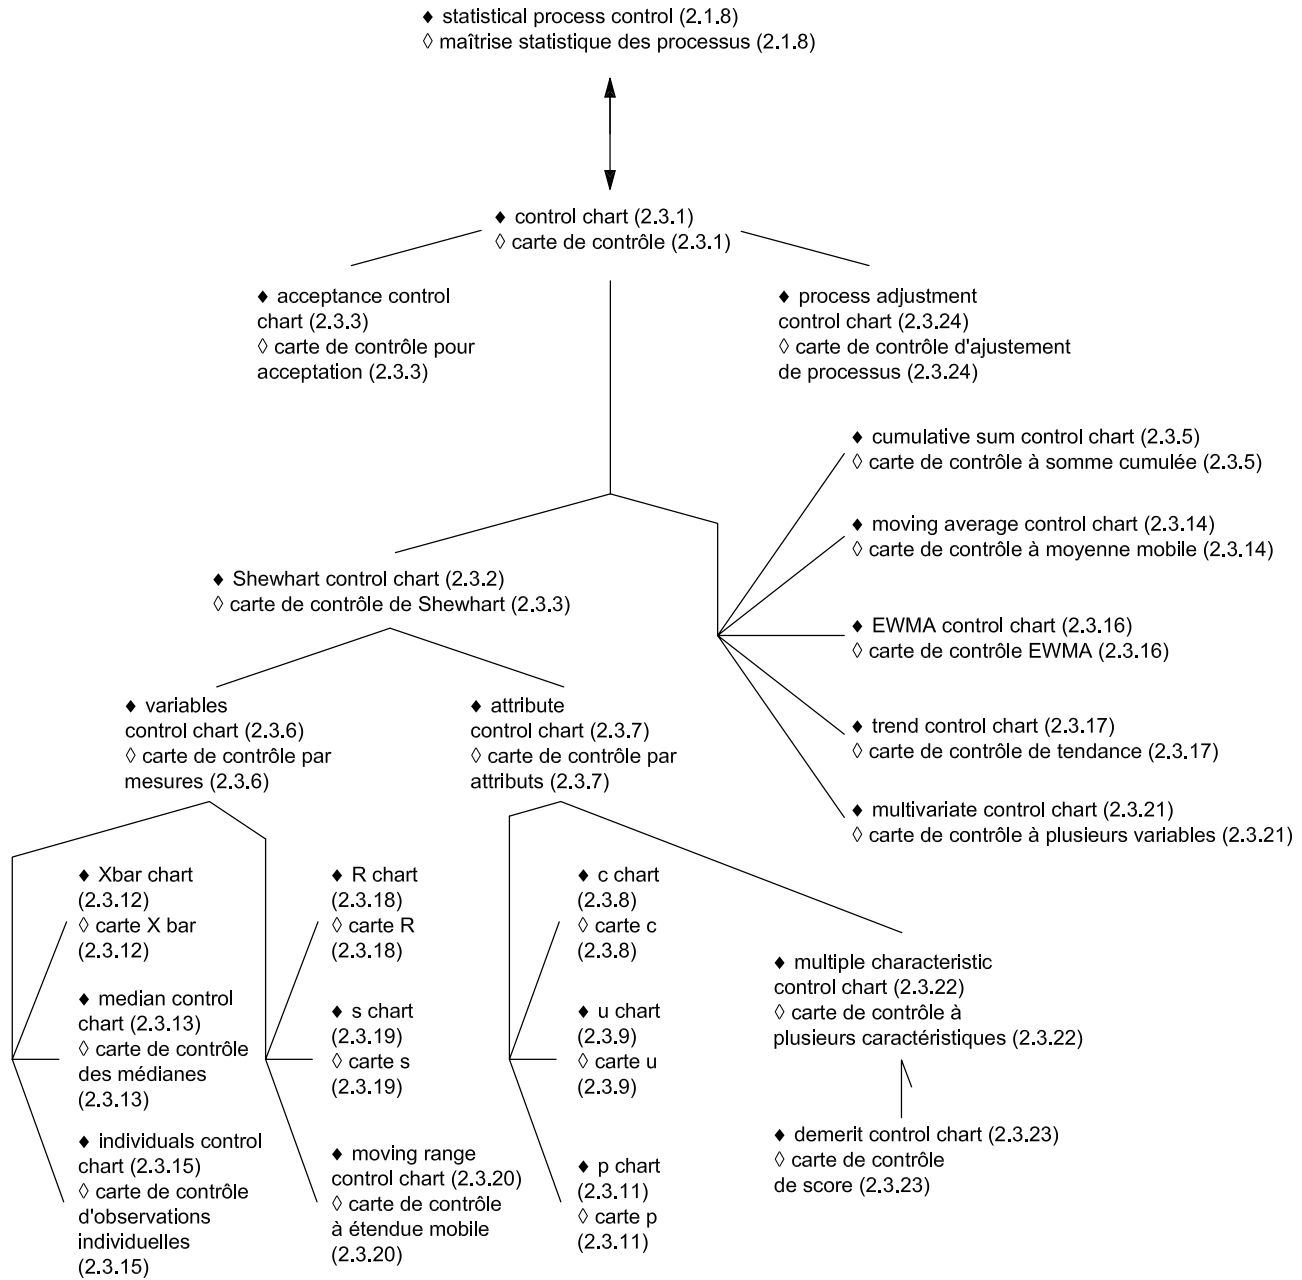 ♦ statistical process control (2.1.8)
◊ maîtrise statistique des processus (2.1.8)
♦ control chart (2.3.1)
◊ carte de contrôle (2.3.1)
♦ acceptance control
chart (2.3.3)
◊ carte de contrôle pour
acceptation (2.3.3)
♦ process adjustment
control chart (2.3.24)
◊ carte de contrôle d'ajustement
de processus (2.3.24)
♦ cumulative sum control chart (2.3.5)
◊ carte de contrôle à somme cumulée (2.3.5)
♦ moving average control chart (2.3.14)
◊ carte de contrôle à moyenne mobile (2.3.14)
♦ EWMA control chart (2.3.16)
◊ carte de contrôle EWMA (2.3.16)
♦ trend control chart (2.3.17)
◊ carte de contrôle de tendance (2.3.17)
♦ multivariate control chart (2.3.21)
◊ carte de contrôle à plusieurs variables (2.3.21)
♦ Shewhart control chart (2.3.2)
◊ carte de contrôle de Shewhart (2.3.3)
♦ variables
control chart (2.3.6)
◊ carte de contrôle par
mesures (2.3.6)
♦ attribute
control chart (2.3.7)
◊ carte de contrôle par
attributs (2.3.7)
♦ Xbar chart
(2.3.12)
◊ carte X bar
(2.3.12)
♦ median control
chart (2.3.13)
◊ carte de contrôle
des médianes
(2.3.13)
♦ individuals control
chart (2.3.15)
◊ carte de contrôle
d'observations
individuelles
(2.3.15)
♦ R chart
(2.3.18)
◊ carte R
(2.3.18)
♦ s chart
(2.3.19)
◊ carte s
(2.3.19)
♦ moving range
control chart (2.3.20)
◊ carte de contrôle
à étendue mobile
(2.3.20)
♦ c chart
(2.3.8)
◊ carte c
(2.3.8)
♦ u chart
(2.3.9)
◊ carte u
(2.3.9)
♦ p chart
(2.3.11)
◊ carte p
(2.3.11)
♦ multiple characteristic
control chart (2.3.22)
◊ carte de contrôle à
plusieurs caractéristiques (2.3.22)
♦ demerit control chart (2.3.23)
◊ carte de contrôle
de score (2.3.23)